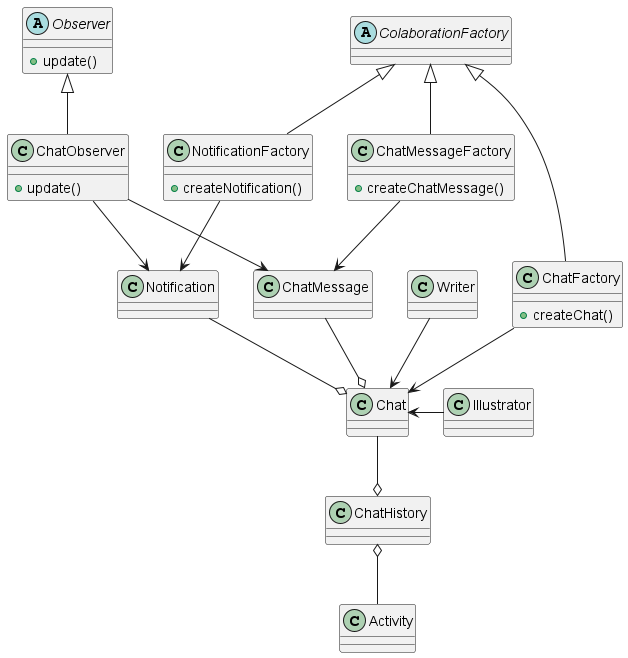 A Observer
+ update()
A ColaborationFactory
C ChatObserver
+ update()
C NotificationFactory
+ createNotification()
C ChatMessageFactory
+ createChatMessage()
C Notification
C ChatMessage
C Writer
C ChatFactory
+ createChat()
C Chat
C Illustrator
C ChatHistory
C Activity